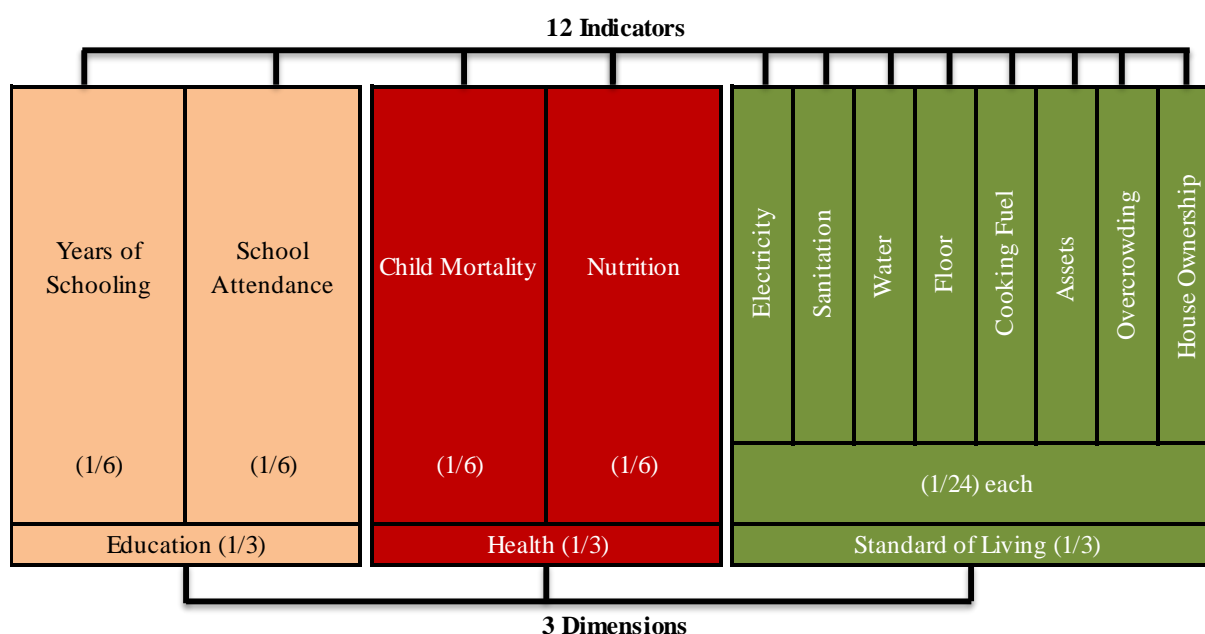 12 Indicators
Years of
Schooling
(1/6)
School
Attendance
(1/6)
Education (1/3)
Child Mortality
(1/6)
Nutrition
(1/6)
Health (1/3)
Electricity
Sanitation
Water
Floor
Cooking Fuel
Assets
Overcrowding
House Ownership
(1/24) each
Standard of Living (1/3)
3 Dimensions